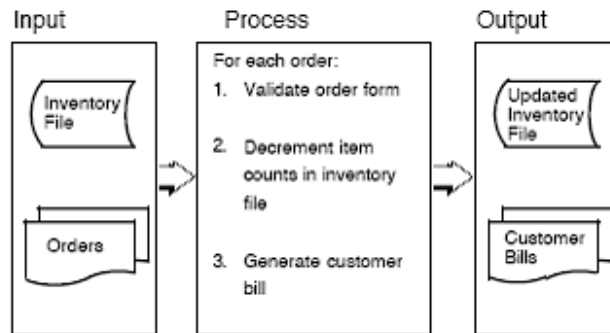 Input
Process
Output
Inventory
File
Orders
For each order:
1. Validate order form
2. Decrement item
counts in inventory
file
3. Generate customer
bill
Updated
Inventory
File
Customer
Bills